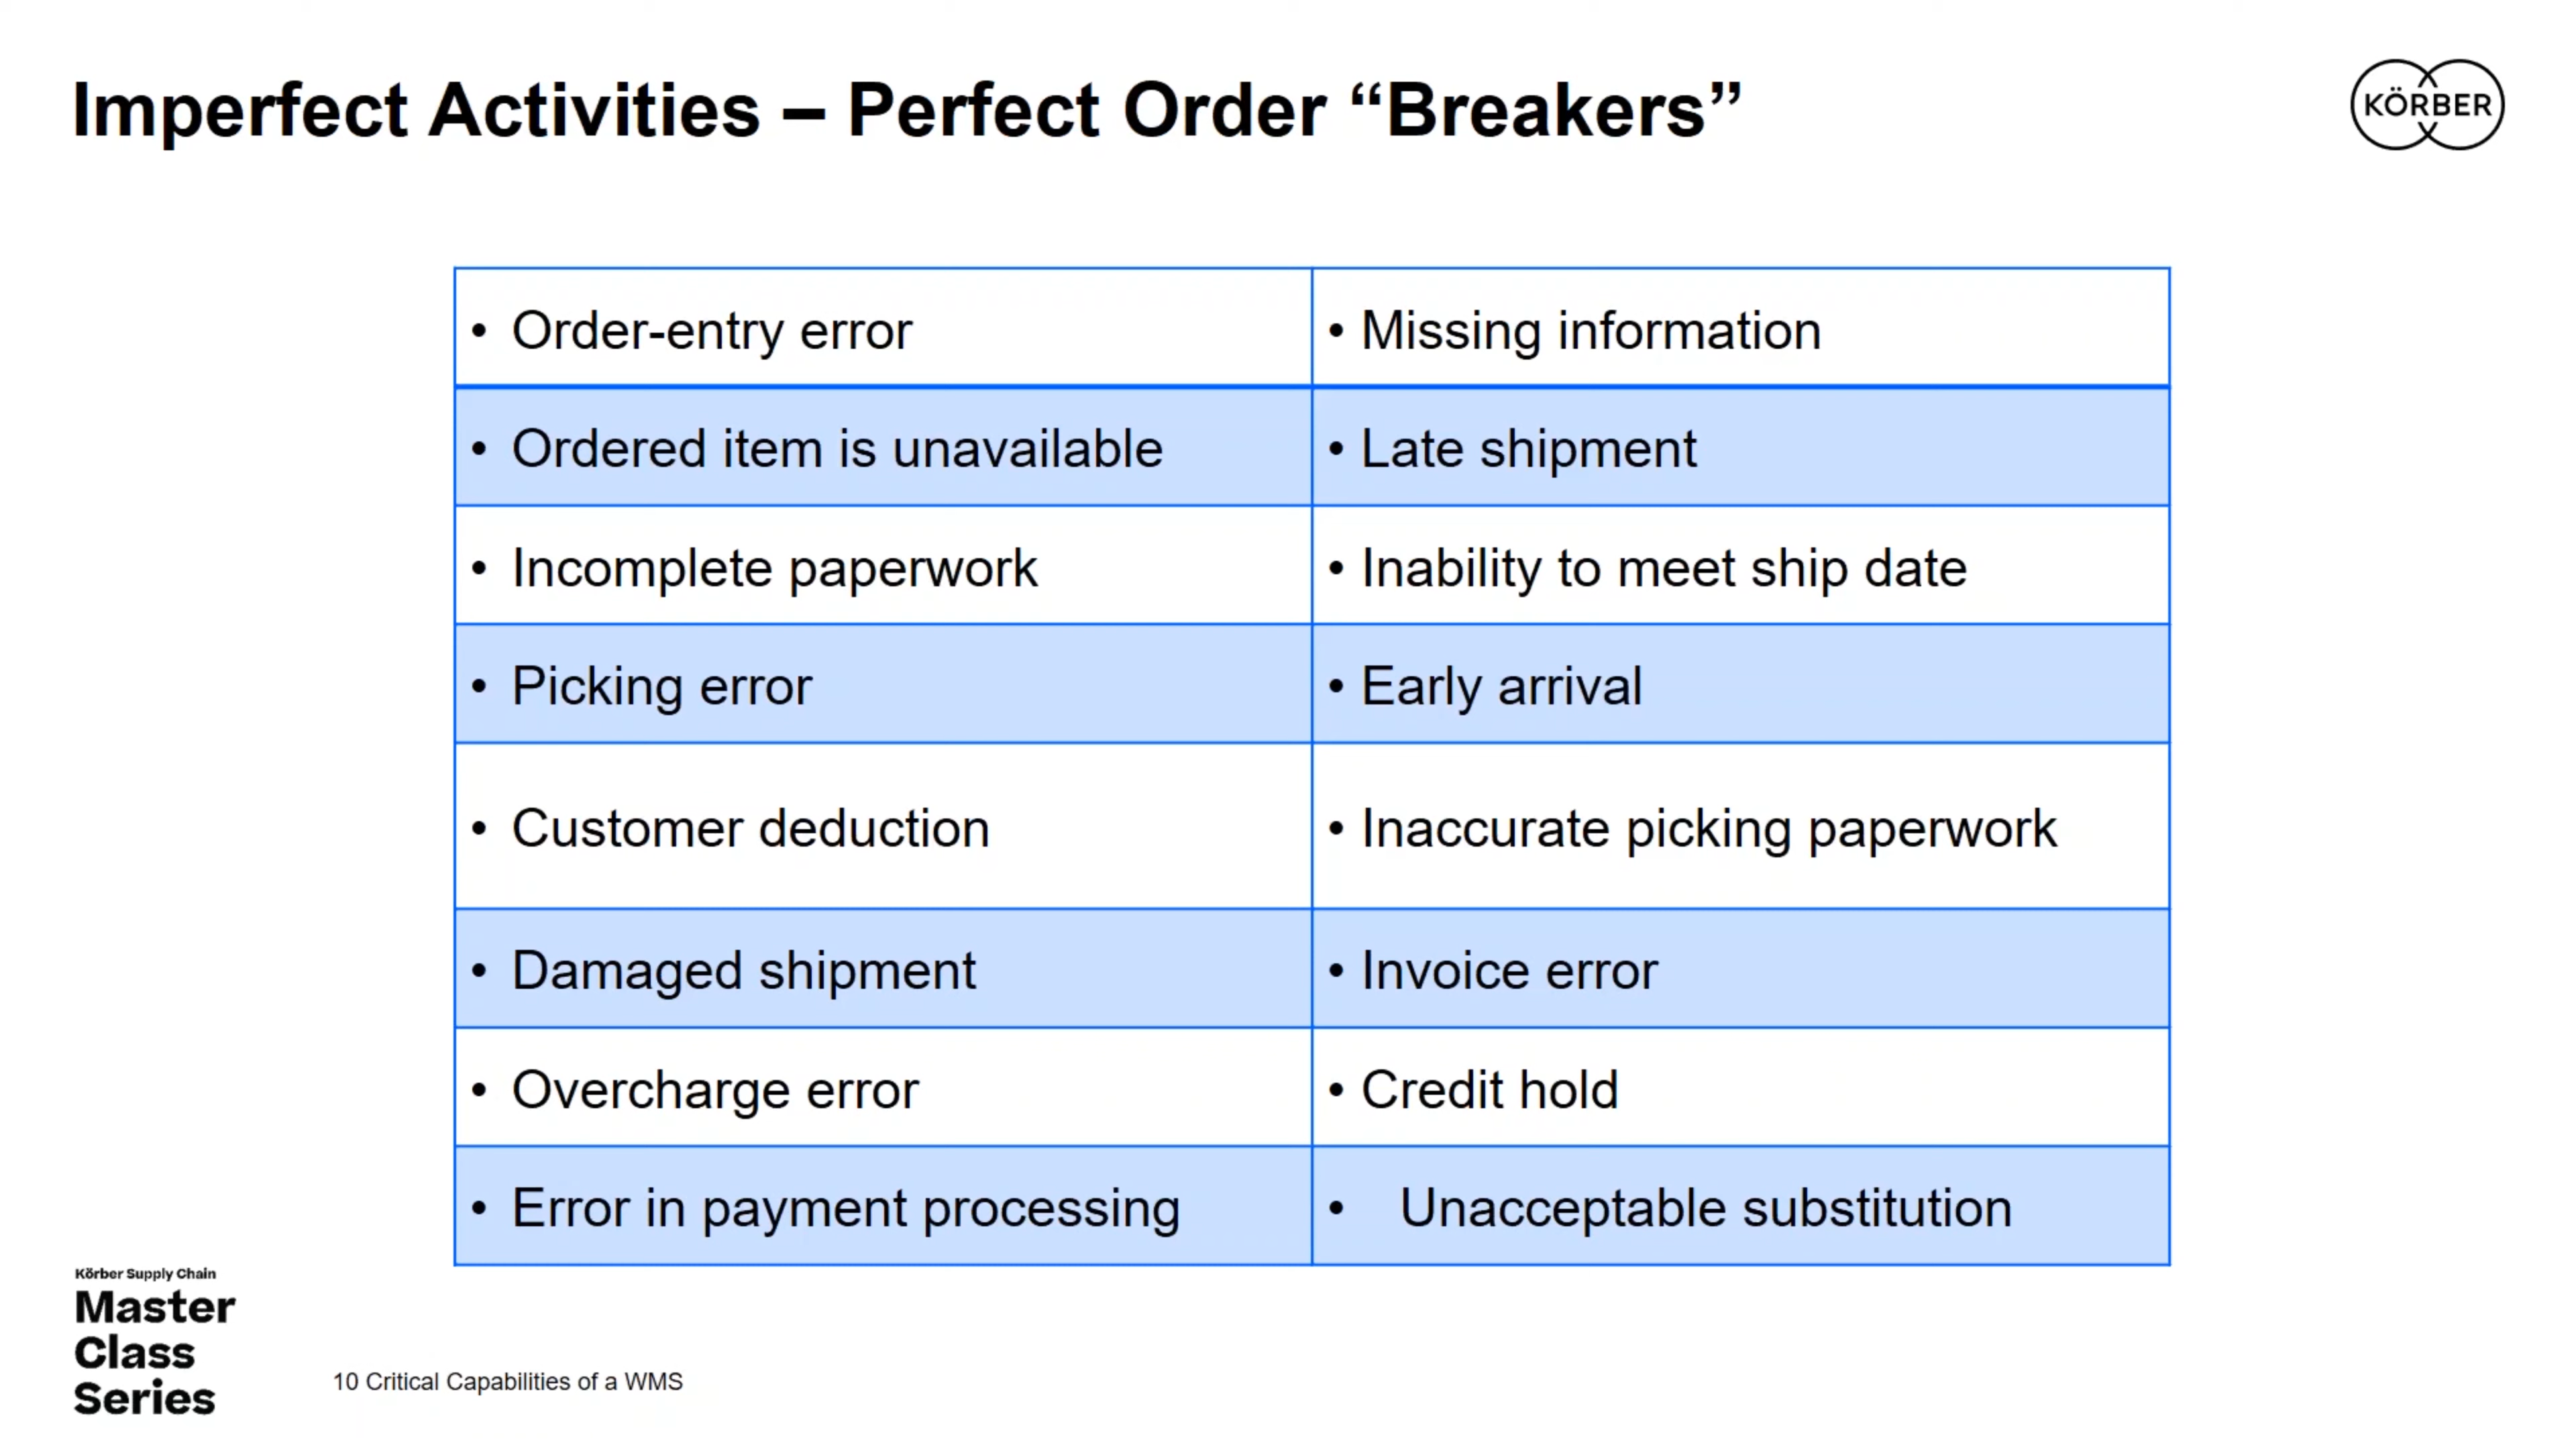 Imperfect Activities – Perfect Order “Breakers”
KÖRBER
• Order-entry error
• Missing information
• Ordered item is unavailable
• Late shipment
• Incomplete paperwork
• Inability to meet ship date
• Picking error
• Early arrival
• Customer deduction
• Inaccurate picking paperwork
• Damaged shipment
• Invoice error
• Overcharge error
• Credit hold
• Error in payment processing
• Unacceptable substitution
Körber Supply Chain
Master
Class
Series
10 Critical Capabilities of a WMS